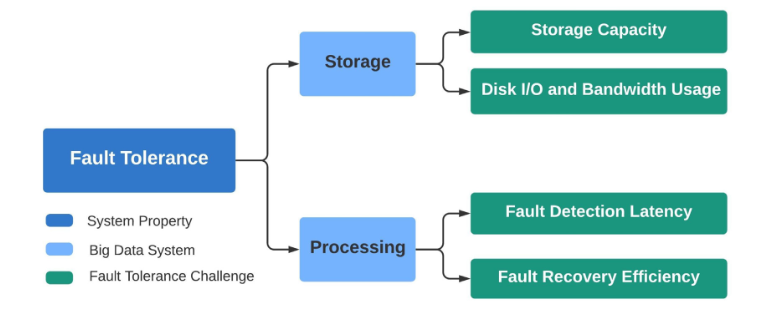 Storage Capacity
Storage
Disk I/O and Bandwidth Usage
Fault Tolerance
System Property
Big Data System
Fault Tolerance Challenge
Fault Detection Latency
Processing
Fault Recovery Efficiency